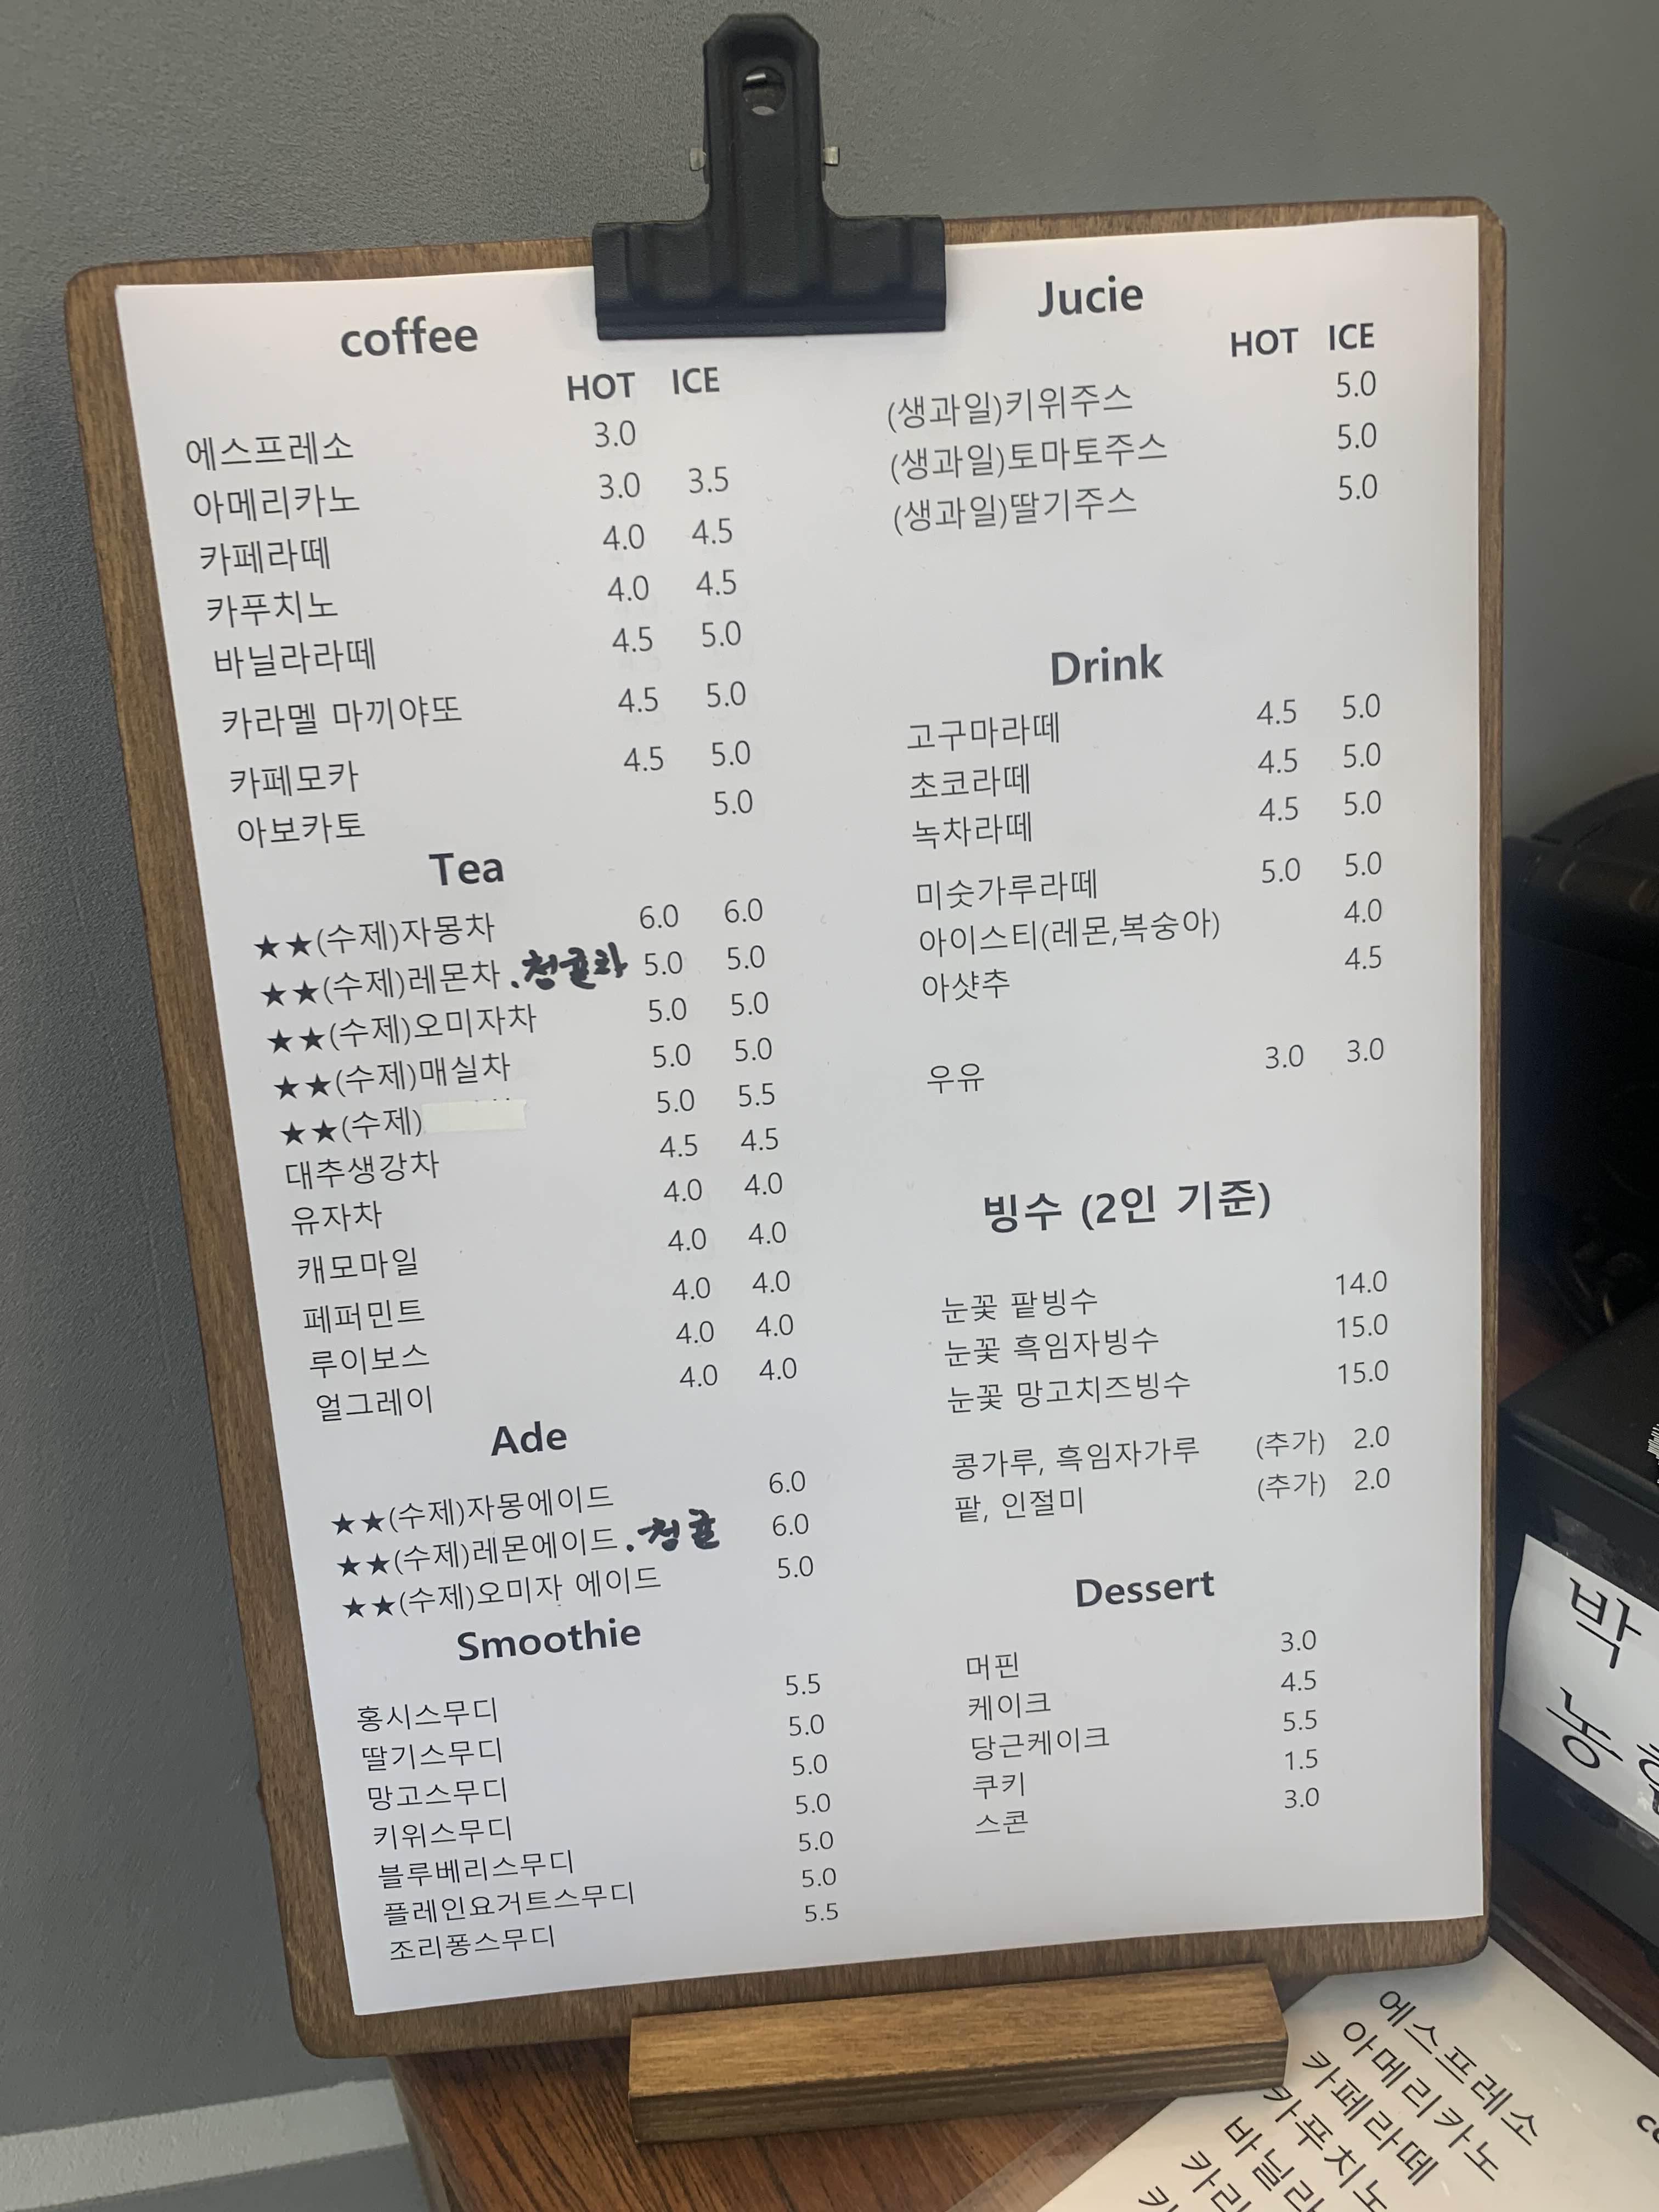 coffee
HOT ICE
에스프레소 3.0
아메리카노 3.0 3.5
카페라떼 4.0 4.5
카푸치노 4.0 4.5
바닐라라떼 4.5 5.0
카라멜 마끼야또 4.5 5.0
카페모카 4.5 5.0
아보카토 5.0
Tea
★★(수제)자몽차 6.0 6.0
★★(수제)레몬차 .청귤차 5.0 5.0
★★(수제)오미자차 5.0 5.0
★★(수제)매실차 5.0 5.0
★★(수제) 5.0 5.5
대추생강차 4.5 4.5
유자차 4.0 4.0
캐모마일 4.0 4.0
페퍼민트 4.0 4.0
루이보스 4.0 4.0
얼그레이 4.0 4.0
Ade
★★(수제)자몽에이드 6.0
★★(수제)레몬에이드 .청귤 6.0
★★(수제)오미자 에이드 5.0
Smoothie
홍시스무디 5.5
딸기스무디 5.0
망고스무디 5.0
키위스무디 5.0
블루베리스무디 5.0
플레인요거트스무디 5.0
조리퐁스무디 5.5
Jucie
HOT ICE
(생과일)키위주스 5.0
(생과일)토마토주스 5.0
(생과일)딸기주스 5.0
Drink
고구마라떼 4.5 5.0
초코라떼 4.5 5.0
녹차라떼 4.5 5.0
미숫가루라떼 5.0 5.0
아이스티(레몬,복숭아) 4.0
아샷추 4.5
우유 3.0 3.0
빙수 (2인 기준)
눈꽃 팥빙수 14.0
눈꽃 흑임자빙수 15.0
눈꽃 망고치즈빙수 15.0
콩가루, 흑임자가루 (추가) 2.0
팥, 인절미 (추가) 2.0
Dessert
머핀 3.0
케이크 4.5
당근케이크 5.5
쿠키 1.5
스콘 3.0
박
농
에스프레소
아메리카노
카페라떼
카푸치노